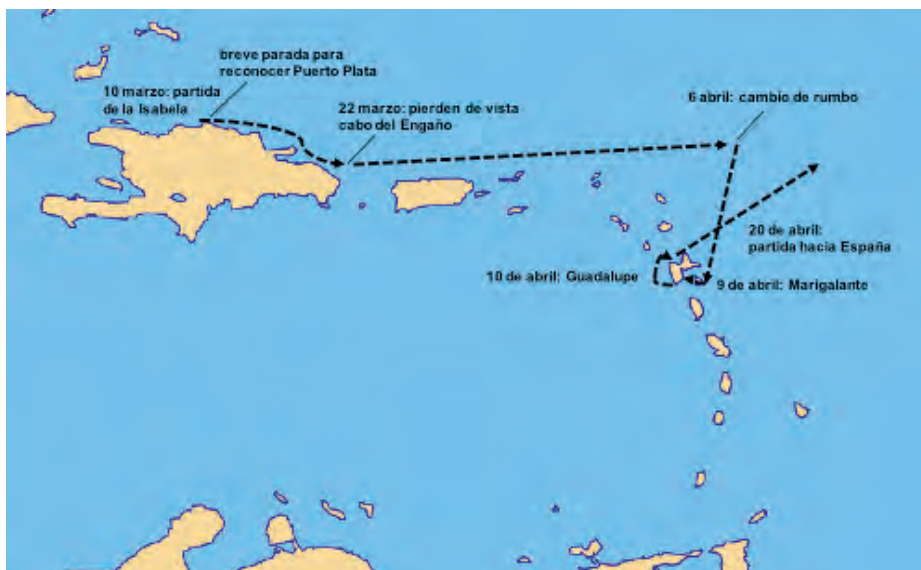 breve parada para
reconocer Puerto Plata
10 marzo: partida
de la Isabela
22 marzo: pierden de vista
cabo del Engaño
6 abril: cambio de rumbo
20 de abril:
partida hacia España
10 de abril: Guadalupe
9 de abril: Marigalante